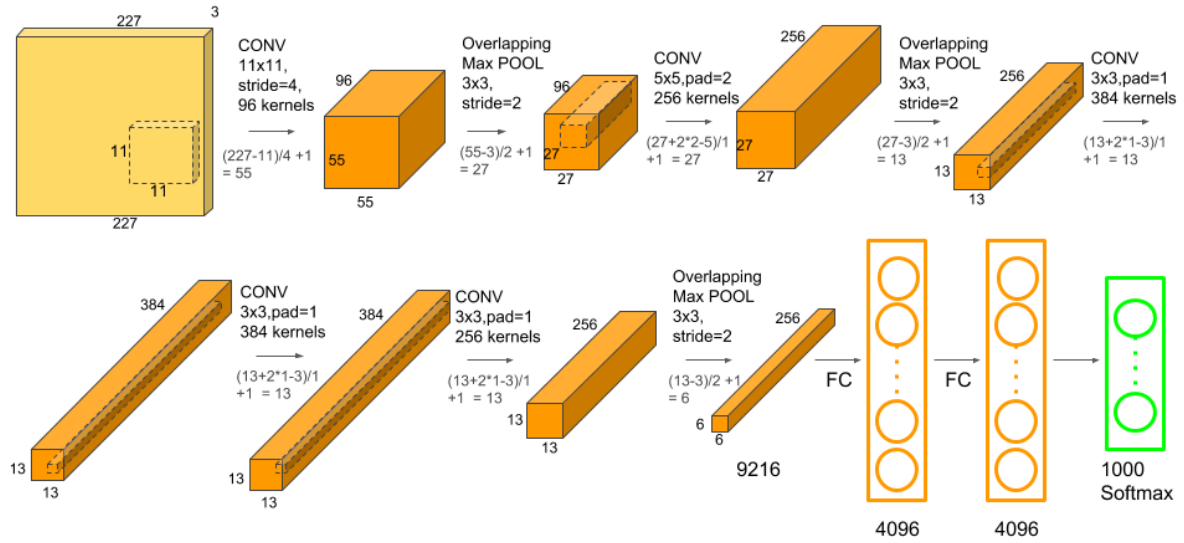 227
3
11
11
227
CONV
11x11,
stride=4,
96 kernels
(227-11)/4 +1
= 55
96
55
55
Overlapping
Max POOL
3x3,
stride=2
(55-3)/2 +1
= 27
96
27
27
CONV
5x5,pad=2
256 kernels
(27+2*2-5)/1
+1 = 27
256
27
27
Overlapping
Max POOL
3x3,
stride=2
(27-3)/2 +1
= 13
256
13
13
CONV
3x3,pad=1
384 kernels
(13+2*1-3)/1
+1 = 13
384
13
13
CONV
3x3,pad=1
384 kernels
(13+2*1-3)/1
+1 = 13
384
13
13
CONV
3x3,pad=1
256 kernels
(13+2*1-3)/1
+1 = 13
256
13
13
Overlapping
Max POOL
3x3,
stride=2
(13-3)/2 +1
= 6
256
6
6
9216
FC
4096
FC
4096
1000
Softmax